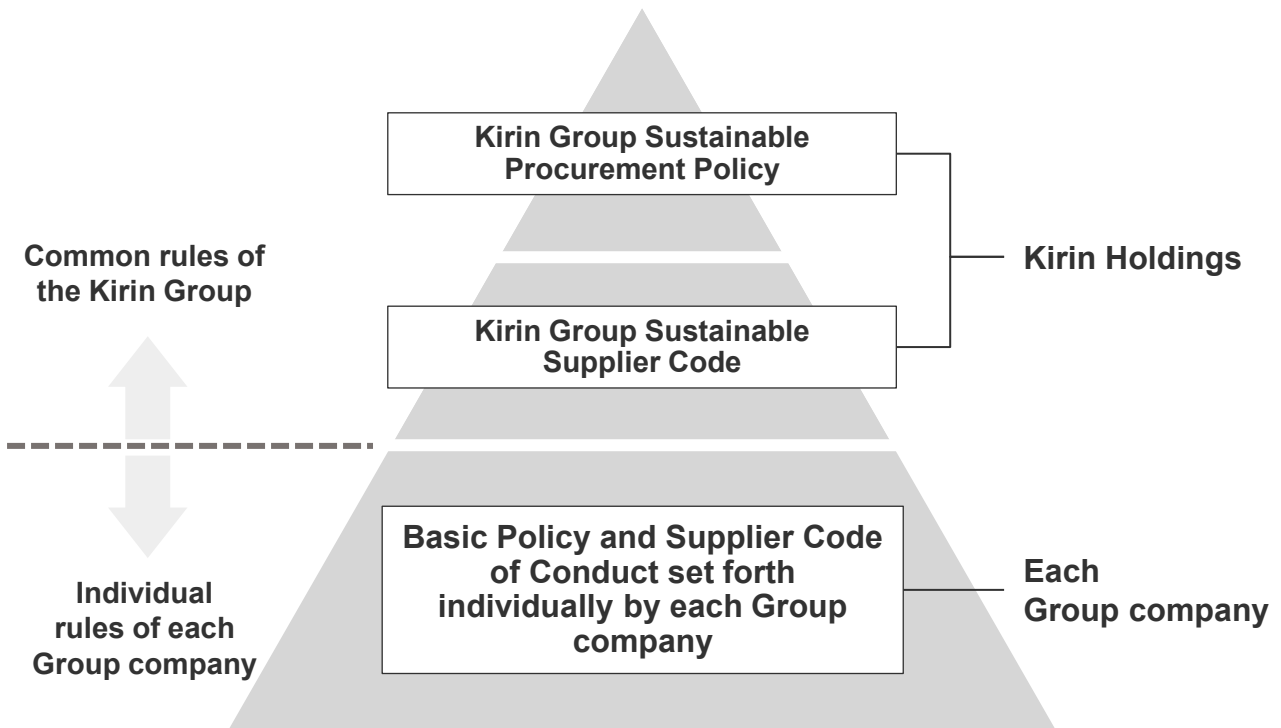 Kirin Group Sustainable
Procurement Policy
Common rules of
the Kirin Group
Kirin Holdings
Kirin Group Sustainable
Supplier Code
Basic Policy and Supplier Code
of Conduct set forth
individually by each Group
company
Individual
rules of each
Group company
Each
Group company